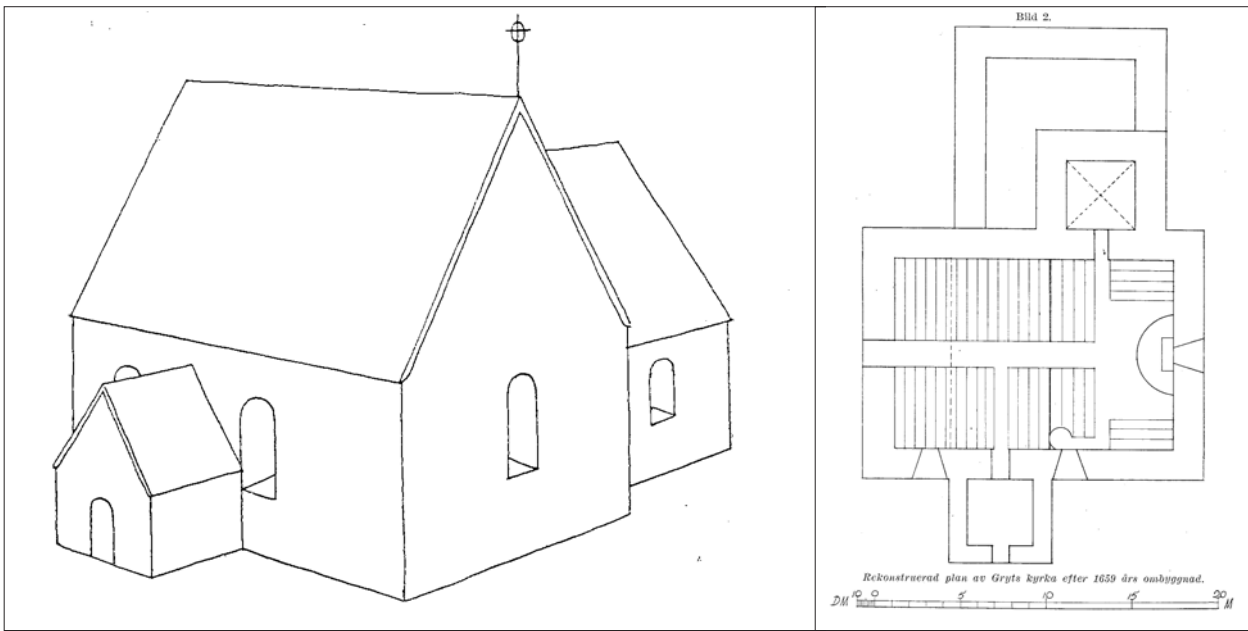 Bild 2.
Rekonstruerad plan av Gryts kyrka efter 1659 års ombyggnad.
DM 10 0 5 10 15 20 M